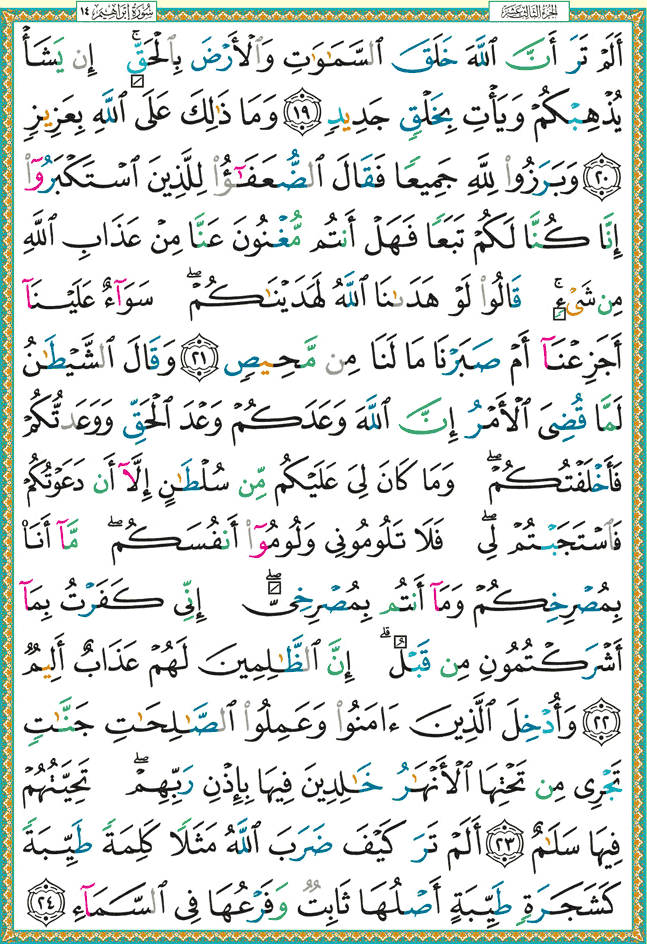 الجزء الثالث عشر سورة إبراهيم ١٤
أَلَمْ تَرَ أَنَّ ٱللَّهَ خَلَقَ ٱلسَّمَٰوَٰتِ وَٱلْأَرْضَ بِٱلْحَقِّ ۚ إِن يَشَأْ
يُذْهِبْكُمْ وَيَأْتِ بِخَلْقٍ جَدِيدٍ ١٩ وَمَا ذَٰلِكَ عَلَى ٱللَّهِ بِعَزِيزٍ
٢٠ وَبَرَزُوا۟ لِلَّهِ جَمِيعًا فَقَالَ ٱلضُّعَفَٰٓؤُا۟ لِلَّذِينَ ٱسْتَكْبَرُوٓا۟
إِنَّا كُنَّا لَكُمْ تَبَعًا فَهَلْ أَنتُم مُّغْنُونَ عَنَّا مِنْ عَذَابِ ٱللَّهِ
مِن شَىْءٍ ۚ قَالُوا۟ لَوْ هَدَىٰنَا ٱللَّهُ لَهَدَيْنَٰكُمْ ۖ سَوَآءٌ عَلَيْنَآ
أَجَزِعْنَآ أَمْ صَبَرْنَا مَا لَنَا مِن مَّحِيصٍ ٢١ وَقَالَ ٱلشَّيْطَٰنُ
لَمَّا قُضِىَ ٱلْأَمْرُ إِنَّ ٱللَّهَ وَعَدَكُمْ وَعْدَ ٱلْحَقِّ وَوَعَدتُّكُمْ
فَأَخْلَفْتُكُمْ ۖ وَمَا كَانَ لِىَ عَلَيْكُم مِّن سُلْطَٰنٍ إِلَّآ أَن دَعَوْتُكُمْ
فَٱسْتَجَبْتُمْ لِى ۖ فَلَا تَلُومُونِى وَلُومُوٓا۟ أَنفُسَكُم ۖ مَّآ أَنَا۠
بِمُصْرِخِكُمْ وَمَآ أَنتُم بِمُصْرِخِىَّ ۖ إِنِّى كَفَرْتُ بِمَآ
أَشْرَكْتُمُونِ مِن قَبْلُ ۗ إِنَّ ٱلظَّٰلِمِينَ لَهُمْ عَذَابٌ أَلِيمٌ
٢٢ وَأُدْخِلَ ٱلَّذِينَ ءَامَنُوا۟ وَعَمِلُوا۟ ٱلصَّٰلِحَٰتِ جَنَّٰتٍ
تَجْرِى مِن تَحْتِهَا ٱلْأَنْهَٰرُ خَٰلِدِينَ فِيهَا بِإِذْنِ رَبِّهِمْ ۖ تَحِيَّتُهُمْ
فِيهَا سَلَٰمٌ ٢٣ أَلَمْ تَرَ كَيْفَ ضَرَبَ ٱللَّهُ مَثَلًا كَلِمَةً طَيِّبَةً
كَشَجَرَةٍ طَيِّبَةٍ أَصْلُهَا ثَابِتٌ وَفَرْعُهَا فِى ٱلسَّمَآءِ ٢٤